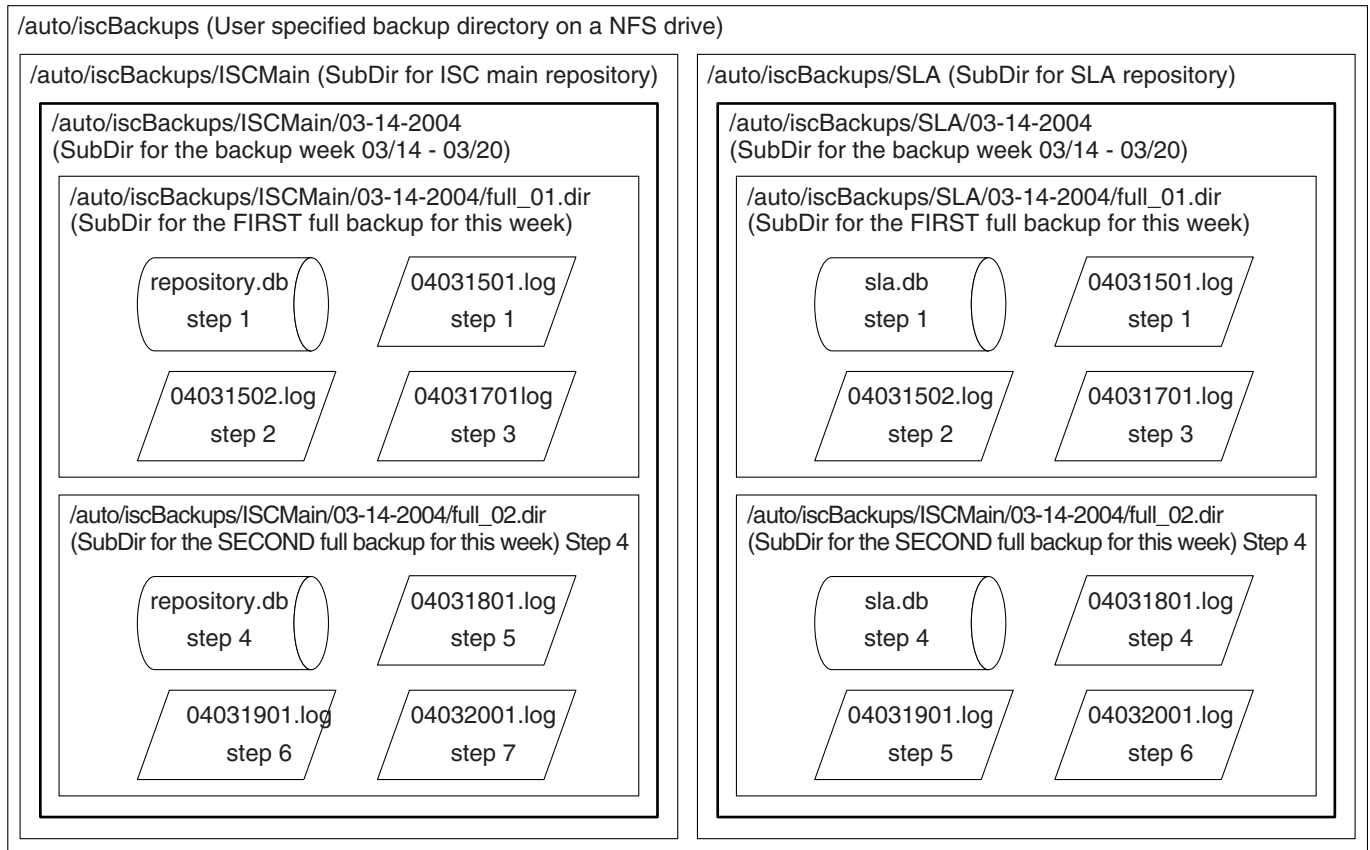 /auto/iscBackups (User specified backup directory on a NFS drive)
/auto/iscBackups/ISCMain (SubDir for ISC main repository)
/auto/iscBackups/ISCMain/03-14-2004
(SubDir for the backup week 03/14 - 03/20)
/auto/iscBackups/ISCMain/03-14-2004/full_01.dir
(SubDir for the FIRST full backup for this week)
repository.db
step 1
04031501.log
step 1
04031502.log
step 2
04031701log
step 3
/auto/iscBackups/ISCMain/03-14-2004/full_02.dir
(SubDir for the SECOND full backup for this week) Step 4
repository.db
step 4
04031801.log
step 5
04031901.log
step 6
04032001.log
step 7
/auto/iscBackups/SLA (SubDir for SLA repository)
/auto/iscBackups/SLA/03-14-2004
(SubDir for the backup week 03/14 - 03/20)
/auto/iscBackups/SLA/03-14-2004/full_01.dir
(SubDir for the FIRST full backup for this week)
sla.db
step 1
04031501.log
step 1
04031502.log
step 2
04031701.log
step 3
/auto/iscBackups/ISCMain/03-14-2004/full_02.dir
(SubDir for the SECOND full backup for this week) Step 4
sla.db
step 4
04031801.log
step 4
04031901.log
step 5
04032001.log
step 6